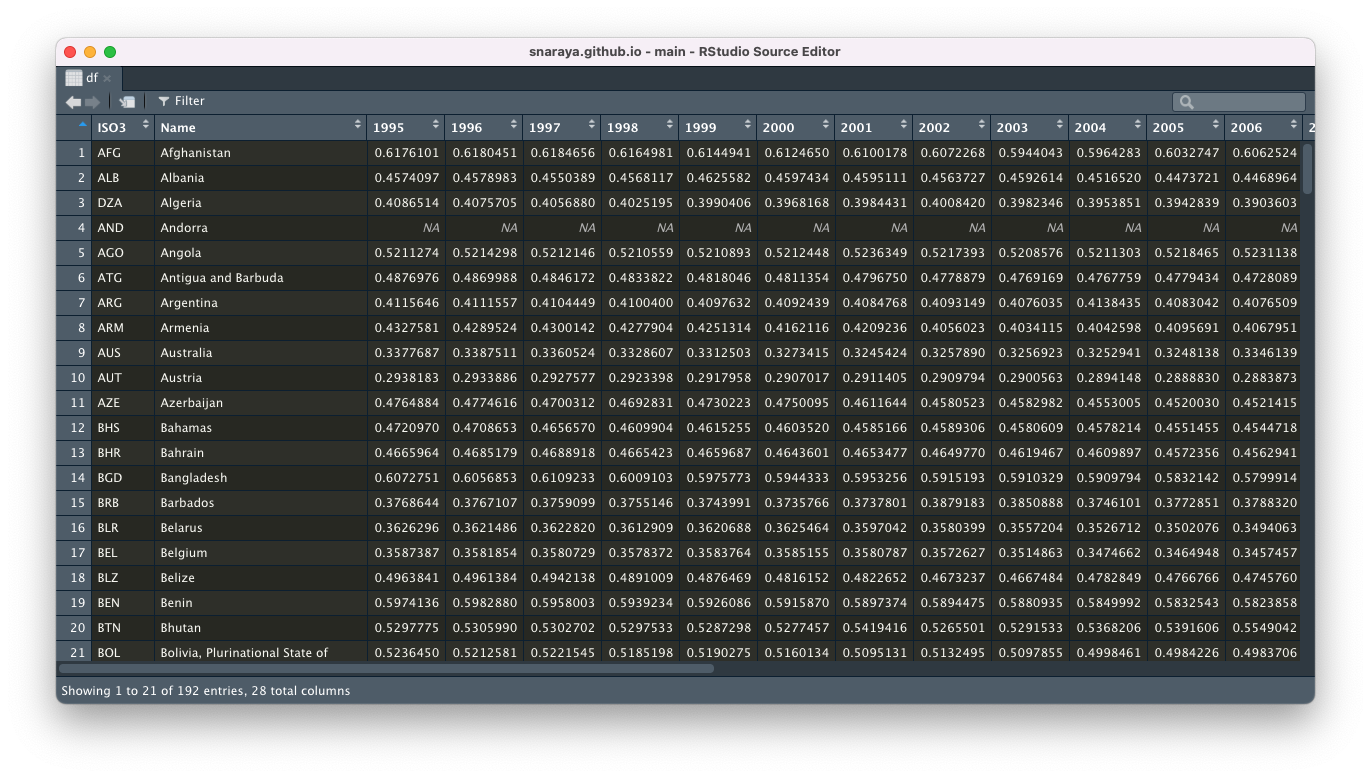 snaraya.github.io - main - RStudio Source Editor
df
Filter
ISO3 Name 1995 1996 1997 1998 1999 2000 2001 2002 2003 2004 2005 2006 2
1 AFG Afghanistan 0.6176101 0.6180451 0.6184656 0.6164981 0.6144941 0.6124650 0.6100178 0.6072268 0.5944043 0.5964283 0.6032747 0.6062524
2 ALB Albania 0.4574097 0.4578983 0.4550389 0.4568117 0.4625582 0.4597434 0.4595111 0.4563727 0.4592614 0.4516520 0.4473721 0.4468964
3 DZA Algeria 0.4086514 0.4075705 0.4056880 0.4025195 0.3990406 0.3968168 0.3984431 0.4008420 0.3982346 0.3953851 0.3942839 0.3903603
4 AND Andorra NA NA NA NA NA NA NA NA NA NA NA NA
5 AGO Angola 0.5211274 0.5214298 0.5212146 0.5210559 0.5210893 0.5212448 0.5236349 0.5217393 0.5208576 0.5211303 0.5218465 0.5231138
6 ATG Antigua and Barbuda 0.4876976 0.4869988 0.4846172 0.4833822 0.4818046 0.4811354 0.4796750 0.4778879 0.4769169 0.4767759 0.4779434 0.4728089
7 ARG Argentina 0.4115646 0.4111557 0.4104449 0.4100400 0.4097632 0.4092439 0.4084768 0.4093149 0.4076035 0.4138435 0.4083042 0.4076509
8 ARM Armenia 0.4327581 0.4289524 0.4300142 0.4277904 0.4251314 0.4162116 0.4209236 0.4056023 0.4034115 0.4042598 0.4095691 0.4067951
9 AUS Australia 0.3377687 0.3387511 0.3360524 0.3328607 0.3312503 0.3273415 0.3245424 0.3257890 0.3256923 0.3252941 0.3248138 0.3346139
10 AUT Austria 0.2938183 0.2933886 0.2927577 0.2923398 0.2917958 0.2907017 0.2911405 0.2909794 0.2900563 0.2894148 0.2888830 0.2883873
11 AZE Azerbaijan 0.4764884 0.4774616 0.4700312 0.4692831 0.4730223 0.4750095 0.4611644 0.4580523 0.4582982 0.4553005 0.4520030 0.4521415
12 BHS Bahamas 0.4720970 0.4708653 0.4656570 0.4609904 0.4615255 0.4603520 0.4585166 0.4589306 0.4580609 0.4578214 0.4551455 0.4544718
13 BHR Bahrain 0.4665964 0.4685179 0.4688918 0.4665423 0.4659687 0.4643601 0.4653477 0.4649770 0.4619467 0.4609897 0.4572356 0.4562941
14 BGD Bangladesh 0.6072751 0.6056853 0.6109233 0.6009103 0.5975773 0.5944333 0.5953256 0.5915193 0.5910329 0.5909794 0.5832142 0.5799914
15 BRB Barbados 0.3768644 0.3767107 0.3759099 0.3755146 0.3743991 0.3735766 0.3737801 0.3879183 0.3850888 0.3746101 0.3772851 0.3788320
16 BLR Belarus 0.3626296 0.3621486 0.3622820 0.3612909 0.3620688 0.3625464 0.3597042 0.3580399 0.3557204 0.3526712 0.3502076 0.3494063
17 BEL Belgium 0.3587387 0.3581854 0.3580729 0.3578372 0.3583764 0.3585155 0.3580787 0.3572627 0.3514863 0.3474662 0.3464948 0.3457457
18 BLZ Belize 0.4963841 0.4961384 0.4942138 0.4891009 0.4876469 0.4816152 0.4822652 0.4673237 0.4667484 0.4782849 0.4766766 0.4745760
19 BEN Benin 0.5974136 0.5982880 0.5958003 0.5939234 0.5926086 0.5915870 0.5897374 0.5894475 0.5880935 0.5849992 0.5832543 0.5823858
20 BTN Bhutan 0.5297775 0.5305990 0.5302702 0.5297533 0.5287298 0.5277457 0.5419416 0.5265501 0.5291533 0.5368206 0.5391606 0.5549042
21 BOL Bolivia, Plurinational State of 0.5236450 0.5212581 0.5221545 0.5185198 0.5190275 0.5160134 0.5095131 0.5132495 0.5097855 0.4998461 0.4984226 0.4983706
Showing 1 to 21 of 192 entries, 28 total columns